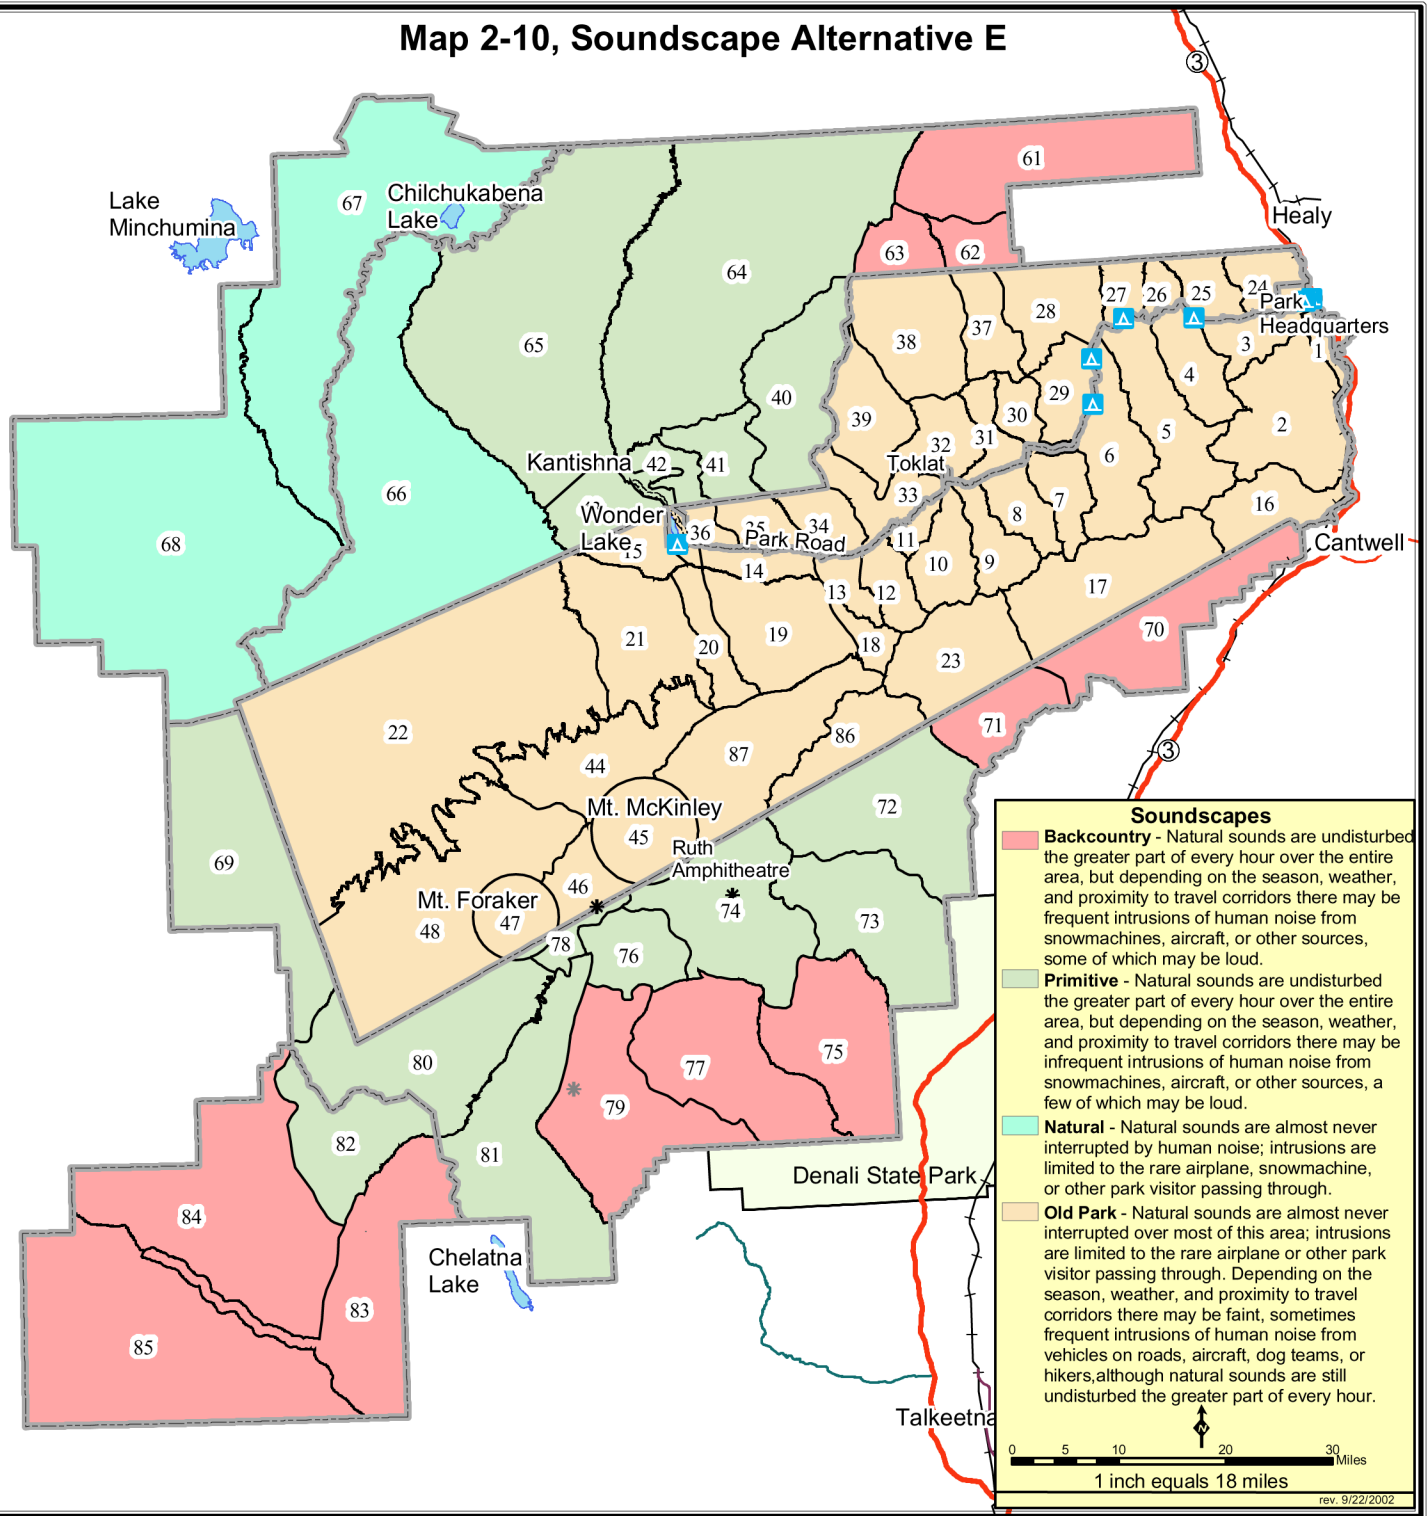 Map 2-10, Soundscape Alternative E
3
61
Lake
Minchumina
67
Chilchukabena
Lake
Healy
63
62
64
65
27
26
25
24
Park
Headquarters
28
37
38
3
1
4
29
40
39
30
31
32
5
2
6
Kantishna
42
41
Toklat
33
66
7
8
16
Wonder
Lake
36
35
34
Park Road
11
68
15
14
10
9
Cantwell
13
12
17
21
20
19
18
23
70
22
71
86
87
44
3
Mt. McKinley
45
72
Ruth
Amphitheatre
69
46
Mt. Foraker
47
48
74
73
78
76
80
75
77
79
82
81
Denali State Park
84
Chelatna
Lake
83
85
Talkeetna
Soundscapes
Backcountry - Natural sounds are undisturbed
the greater part of every hour over the entire
area, but depending on the season, weather,
and proximity to travel corridors there may be
frequent intrusions of human noise from
snowmachines, aircraft, or other sources,
some of which may be loud.
Primitive - Natural sounds are undisturbed
the greater part of every hour over the entire
area, but depending on the season, weather,
and proximity to travel corridors there may be
infrequent intrusions of human noise from
snowmachines, aircraft, or other sources, a
few of which may be loud.
Natural - Natural sounds are almost never
interrupted by human noise; intrusions are
limited to the rare airplane, snowmachine,
or other park visitor passing through.
Old Park - Natural sounds are almost never
interrupted over most of this area; intrusions
are limited to the rare airplane or other park
visitor passing through. Depending on the
season, weather, and proximity to travel
corridors there may be faint, sometimes
frequent intrusions of human noise from
vehicles on roads, aircraft, dog teams, or
hikers,although natural sounds are still
undisturbed the greater part of every hour.
N
0 5 10 20 30
Miles
1 inch equals 18 miles
rev. 9/22/2002